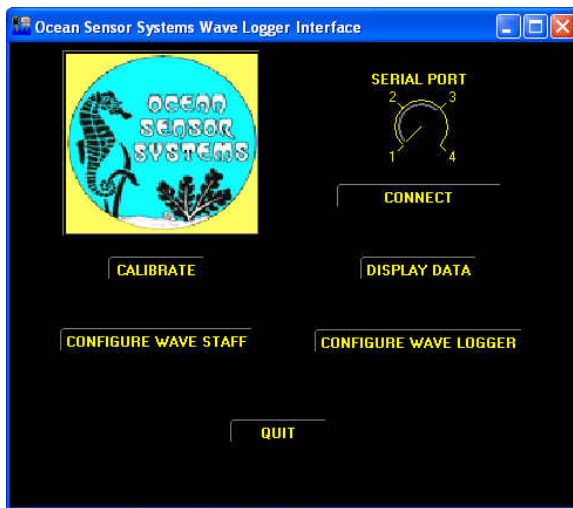 Ocean Sensor Systems Wave Logger Interface
OCEAN
SENSOR
SYSTEMS
SERIAL PORT
2 3
1 4
CONNECT
CALIBRATE
DISPLAY DATA
CONFIGURE WAVE STAFF
CONFIGURE WAVE LOGGER
QUIT